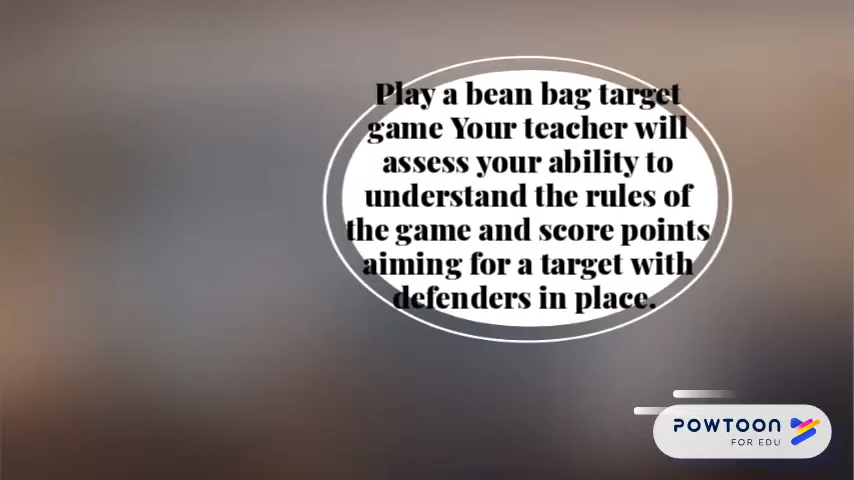 Play a bean bag target
game Your teacher will
assess your ability to
understand the rules of
the game and score points
aiming for a target with
defenders in place.
POWTOON
FOR EDU